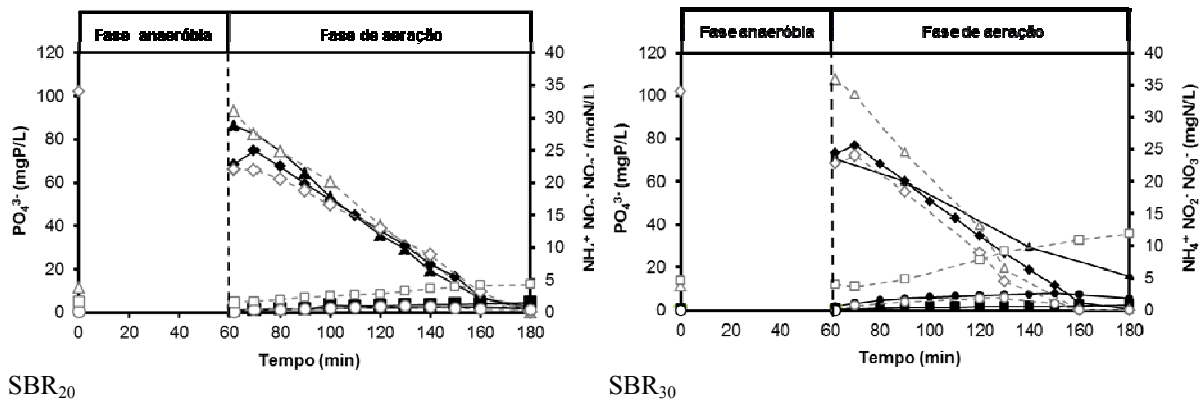 Fase anaeróbia Fase de aeração
120
100
80
60
40
20
0
PO₄³⁻ (mgP/L)
40
35
30
25
20
15
10
5
0
NH₄⁺ NO₂⁻ NO₃⁻ (mgN/L)
0 20 40 60 80 100 120 140 160 180
Tempo (min)
SBR₂₀
Fase anaeróbia Fase de aeração
120
100
80
60
40
20
0
PO₄³⁻ (mgP/L)
40
35
30
25
20
15
10
5
0
NH₄⁺ NO₂⁻ NO₃⁻ (mgN/L)
0 20 40 60 80 100 120 140 160 180
Tempo (min)
SBR₃₀